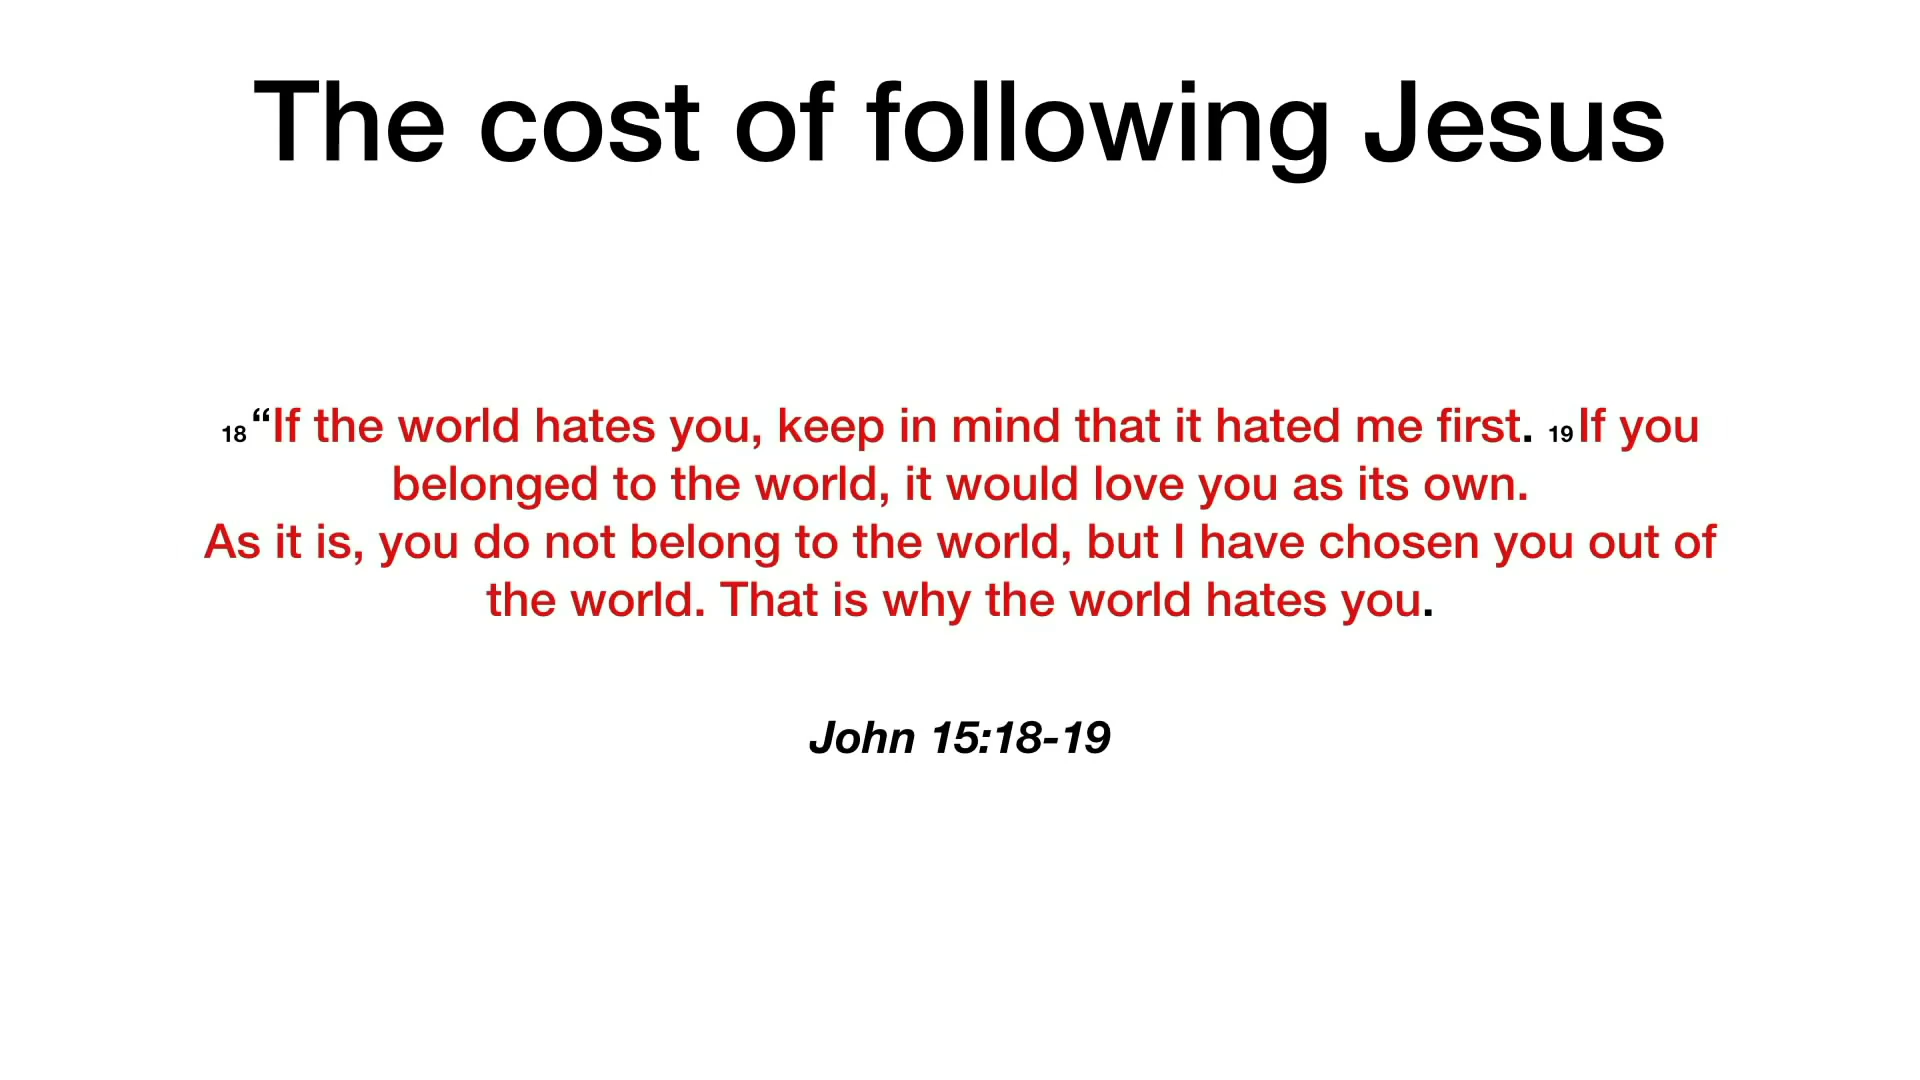 The cost of following Jesus
18 “If the world hates you, keep in mind that it hated me first. 19 If you
belonged to the world, it would love you as its own.
As it is, you do not belong to the world, but I have chosen you out of
the world. That is why the world hates you.
John 15:18-19